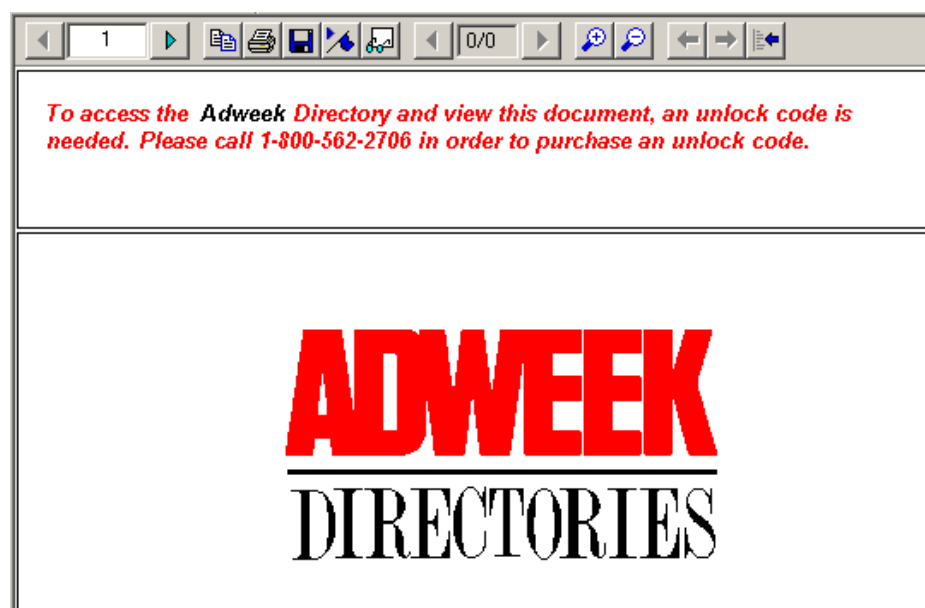 1
0/0
To access the Adweek Directory and view this document, an unlock code is
needed. Please call 1-800-562-2706 in order to purchase an unlock code.
ADWEEK
DIRECTORIES